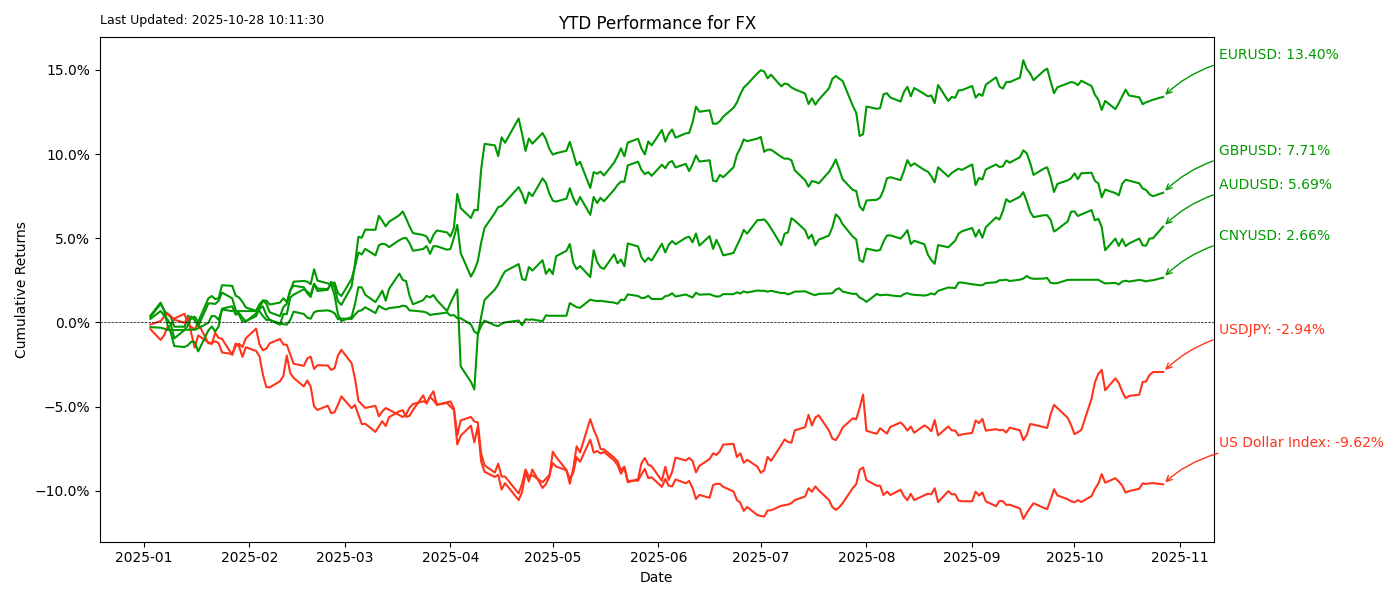 Last Updated: 2025-10-28 10:11:30
YTD Performance for FX
Cumulative Returns
15.0%
10.0%
5.0%
0.0%
−5.0%
−10.0%
EURUSD: 13.40%
GBPUSD: 7.71%
AUDUSD: 5.69%
CNYUSD: 2.66%
USDJPY: -2.94%
US Dollar Index: -9.62%
2025-01
2025-02
2025-03
2025-04
2025-05
2025-06
2025-07
2025-08
2025-09
2025-10
2025-11
Date